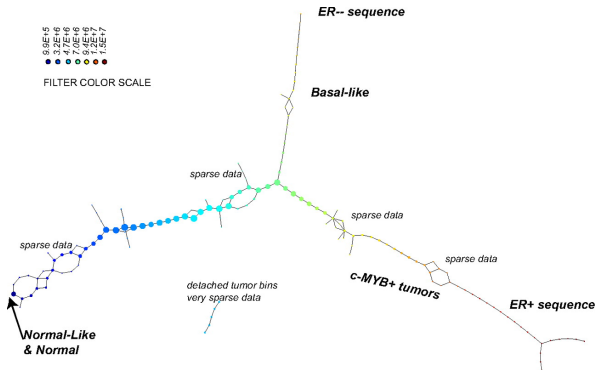 ER-- sequence
9.9E+5
3.2E+6
4.7E+6
7.0E+6
9.4E+6
1.2E+7
1.5E+7
FILTER COLOR SCALE
Basal-like
sparse data
sparse data
sparse data
sparse data
c-MYB+ tumors
detached tumor bins
very sparse data
ER+ sequence
Normal-Like
& Normal